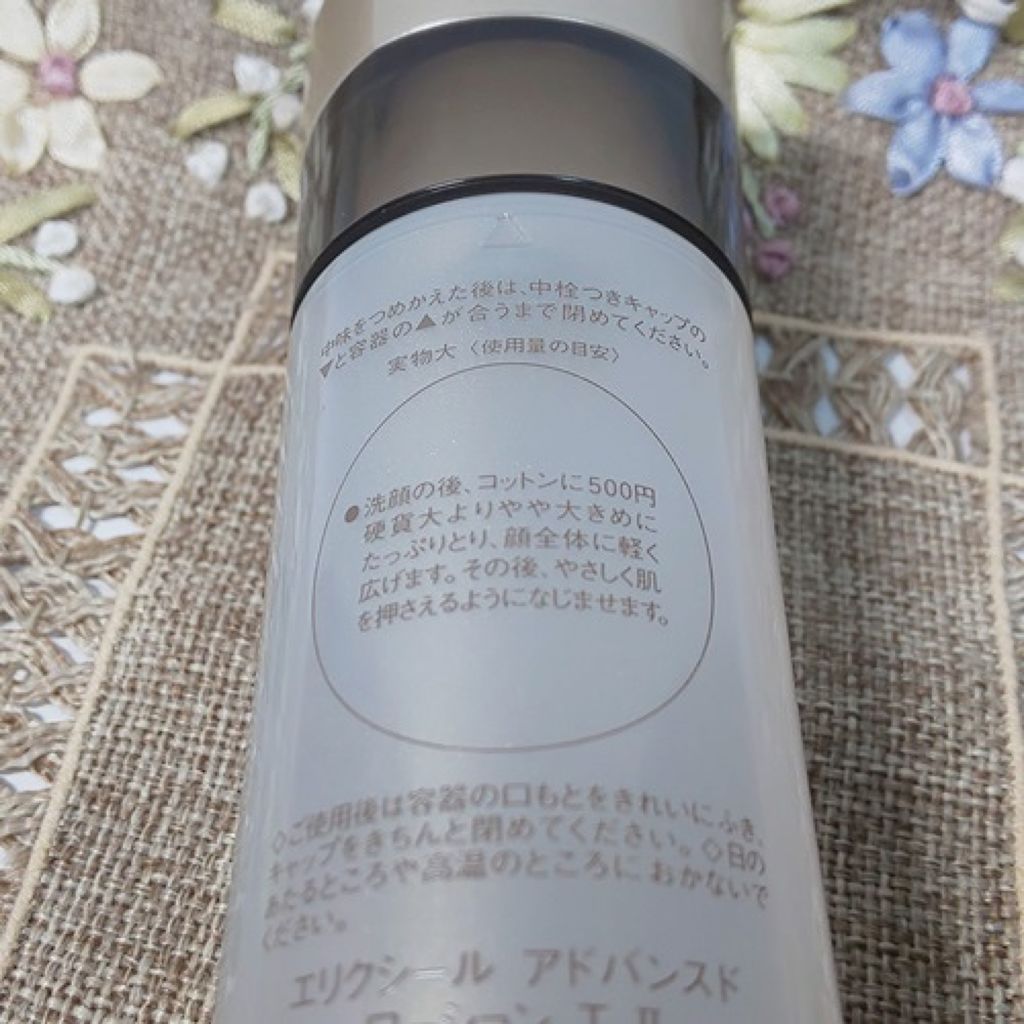 中味をつめかえた後は、中栓つきキャップの
▼と容器の▲が合うまで閉めてください。
実物大〈使用量の目安〉
●洗顔の後、コットンに500円
硬貨大よりやや大きめに
たっぷりとり、顔全体に軽く
広げます。その後、やさしく肌
を押さえるようになじませます。
◇ご使用後は容器の口もとをきれいにふき、
キャップをきちんと閉めてください。◇日の
あたるところや高温のところにおかないで
ください。
エリクシール アドバンスド
ローション T II